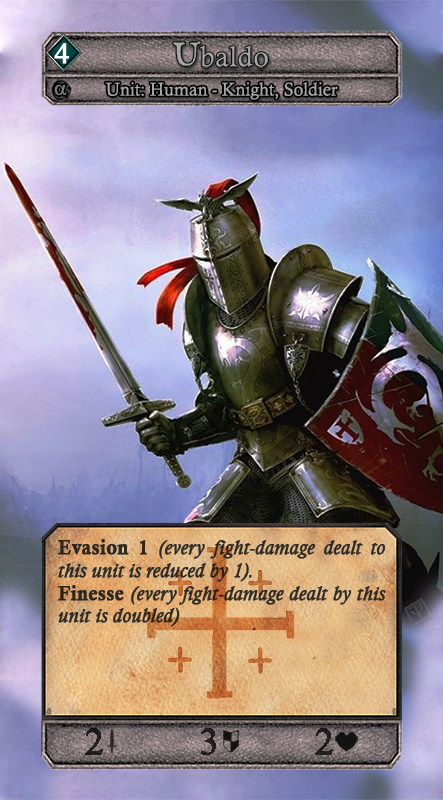 4
Ubaldo
α
Unit: Human - Knight, Soldier
Evasion 1 (every fight-damage dealt to
this unit is reduced by 1).
Finesse (every fight-damage dealt by this
unit is doubled)
2 3 2